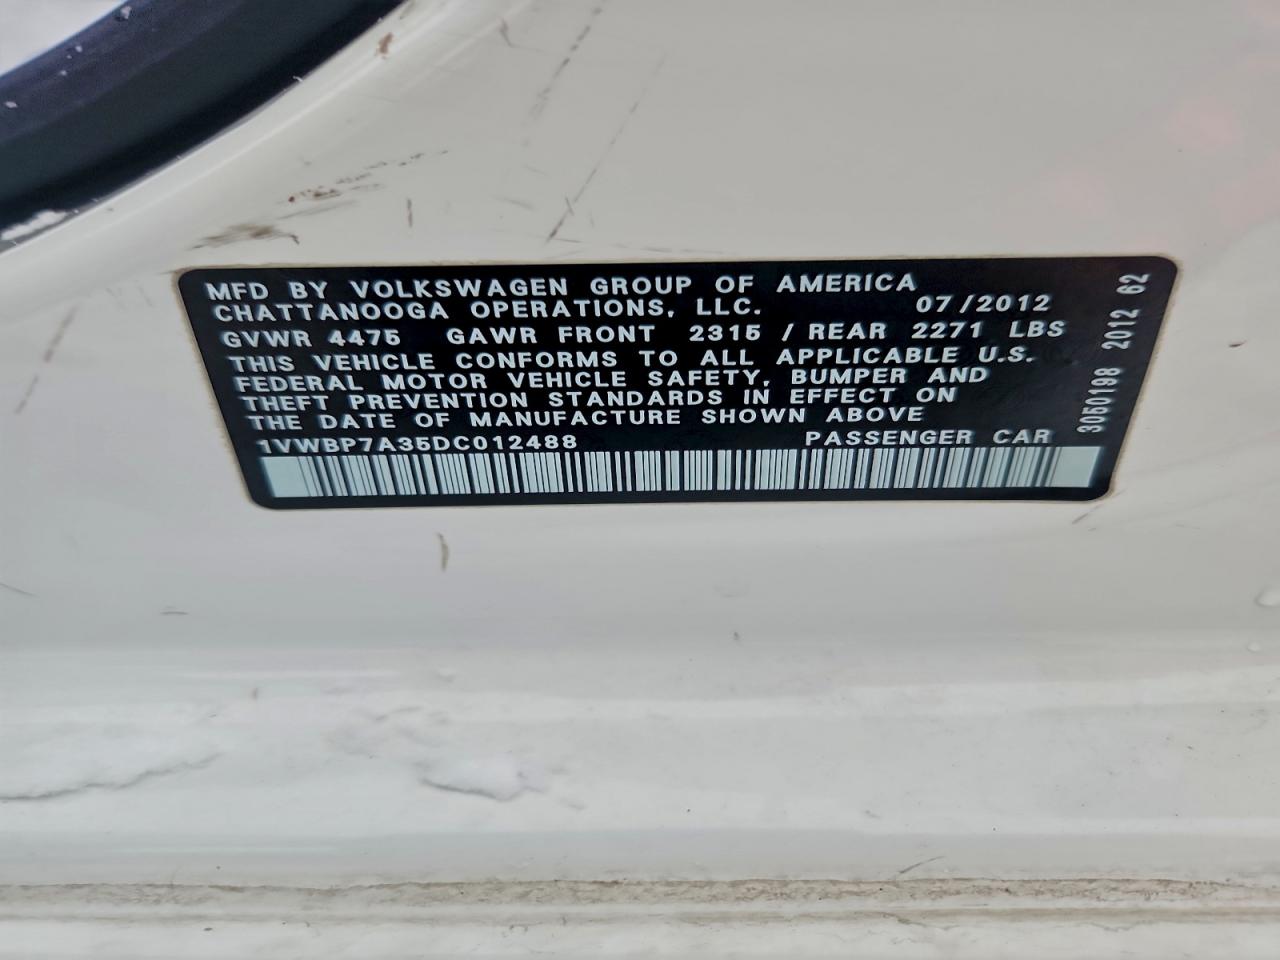 MFD BY VOLKSWAGEN GROUP OF AMERICA
CHATTANOOGA OPERATIONS, LLC. 07/2012
GVWR 4475 GAWR FRONT 2315 / REAR 2271 LBS
THIS VEHICLE CONFORMS TO ALL APPLICABLE U.S.
FEDERAL MOTOR VEHICLE SAFETY, BUMPER AND
THEFT PREVENTION STANDARDS IN EFFECT ON
THE DATE OF MANUFACTURE SHOWN ABOVE
1VWBP7A35DC012488 PASSENGER CAR
3050198 2012 62